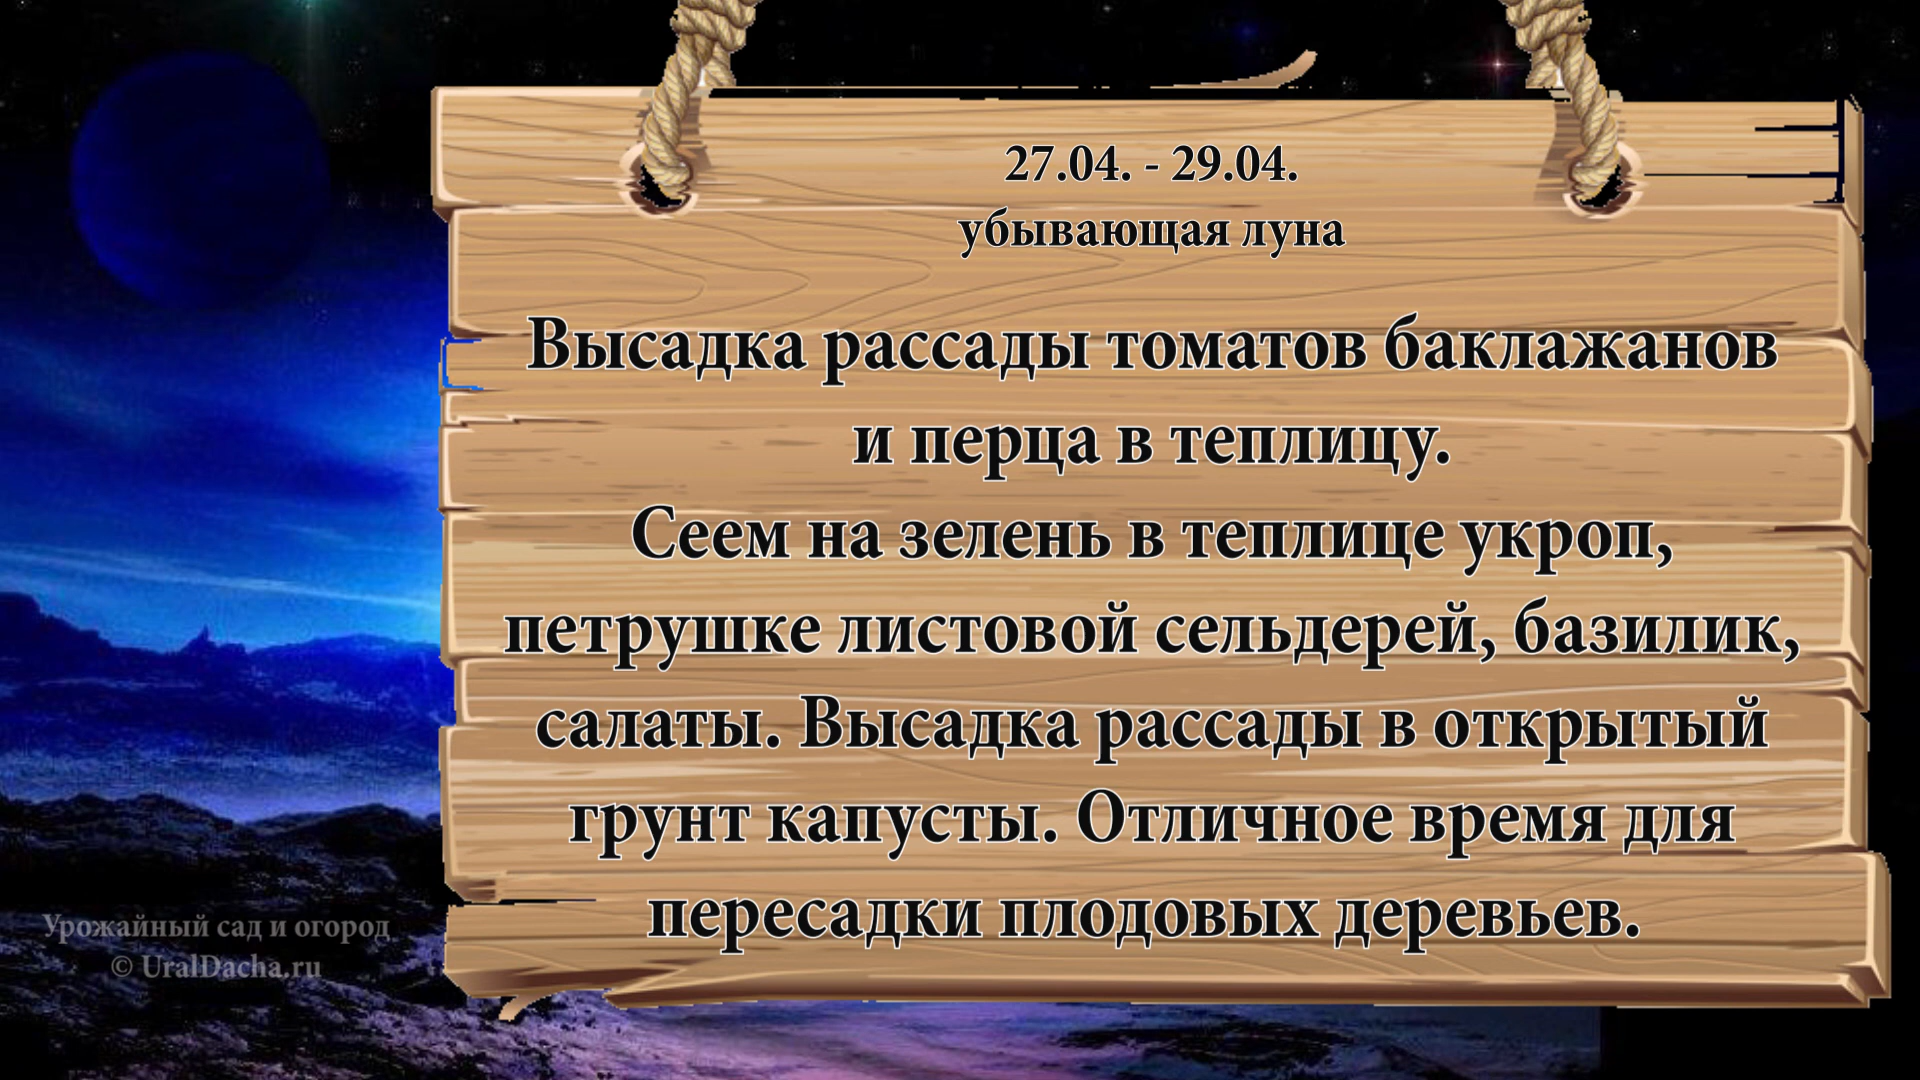 27.04. - 29.04.
убывающая луна
Высадка рассады томатов баклажанов
и перца в теплицу.
Сеем на зелень в теплице укроп,
петрушке листовой сельдерей, базилик,
салаты. Высадка рассады в открытый
грунт капусты. Отличное время для
пересадки плодовых деревьев.
Урожайный сад и огород
© UralDacha.ru